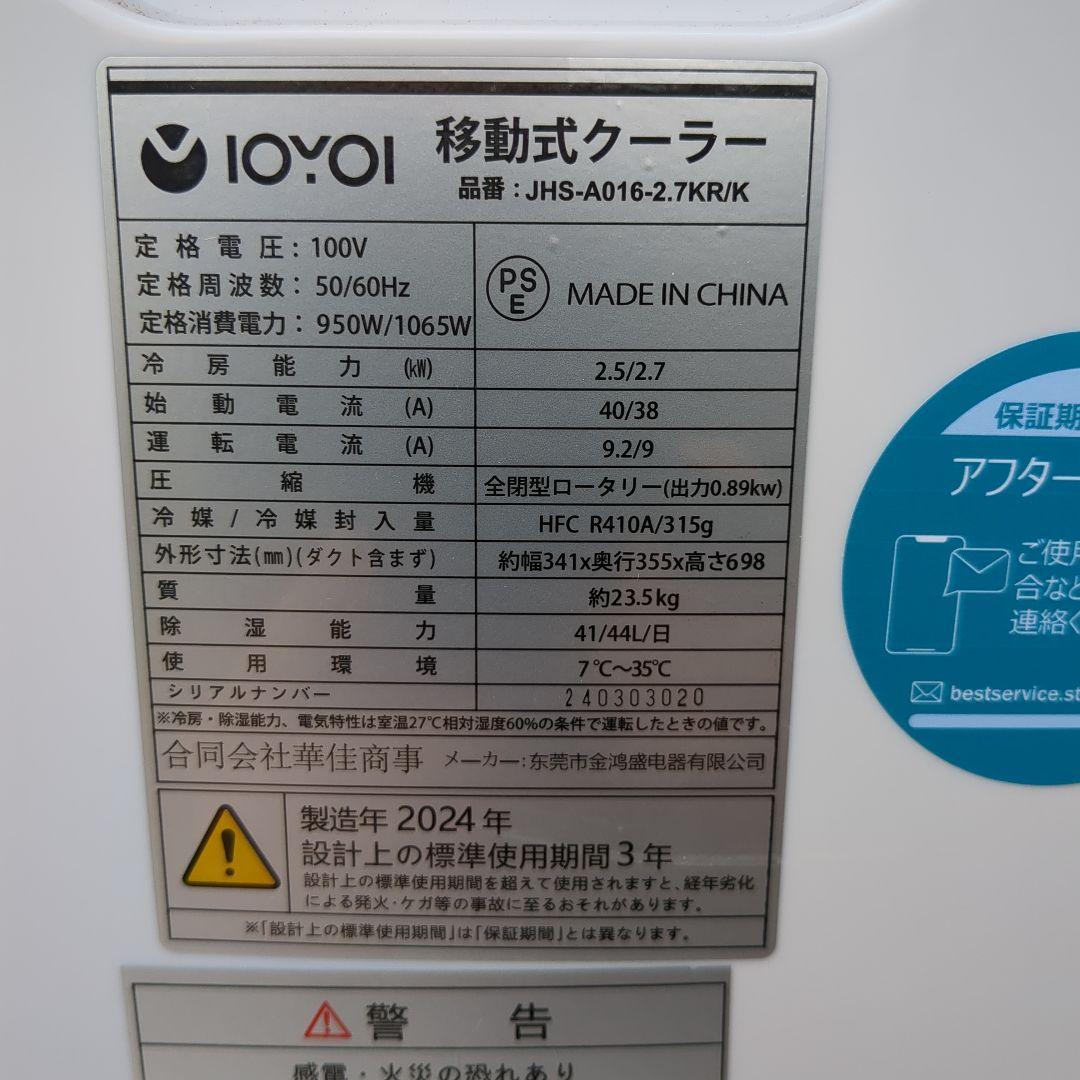 IOYOI 移動式クーラー
品番：JHS-A016-2.7KR/K
定格電圧：100V
定格周波数：50/60Hz
定格消費電力：950W/1065W
PSE MADE IN CHINA
冷房能力 (kW) 2.5/2.7
始動電流 (A) 40/38
運転電流 (A) 9.2/9
圧縮機 全閉型ロータリー(出力0.89kw)
冷媒/冷媒封入量 HFC R410A/315g
外形寸法(mm)(ダクト含まず) 約幅341x奥行355x高さ698
質量 約23.5kg
除湿能力 41/44L/日
使用環境 7℃～35℃
シリアルナンバー 240303020
※冷房・除湿能力、電気特性は室温27℃相対湿度60%の条件で運転したときの値です。
合同会社華佳商事 メーカー:东莞市金鸿盛电器有限公司
製造年 2024 年
設計上の標準使用期間 3 年
設計上の標準使用期間を超えて使用されますと、経年劣化
による発火・ケガ等の事故に至るおそれがあります。
※「設計上の標準使用期間」は「保証期間」とは異なります。
警告
感電・火災の恐れあり
保証期
アフター
ご使用
合など
連絡く
bestservice.st